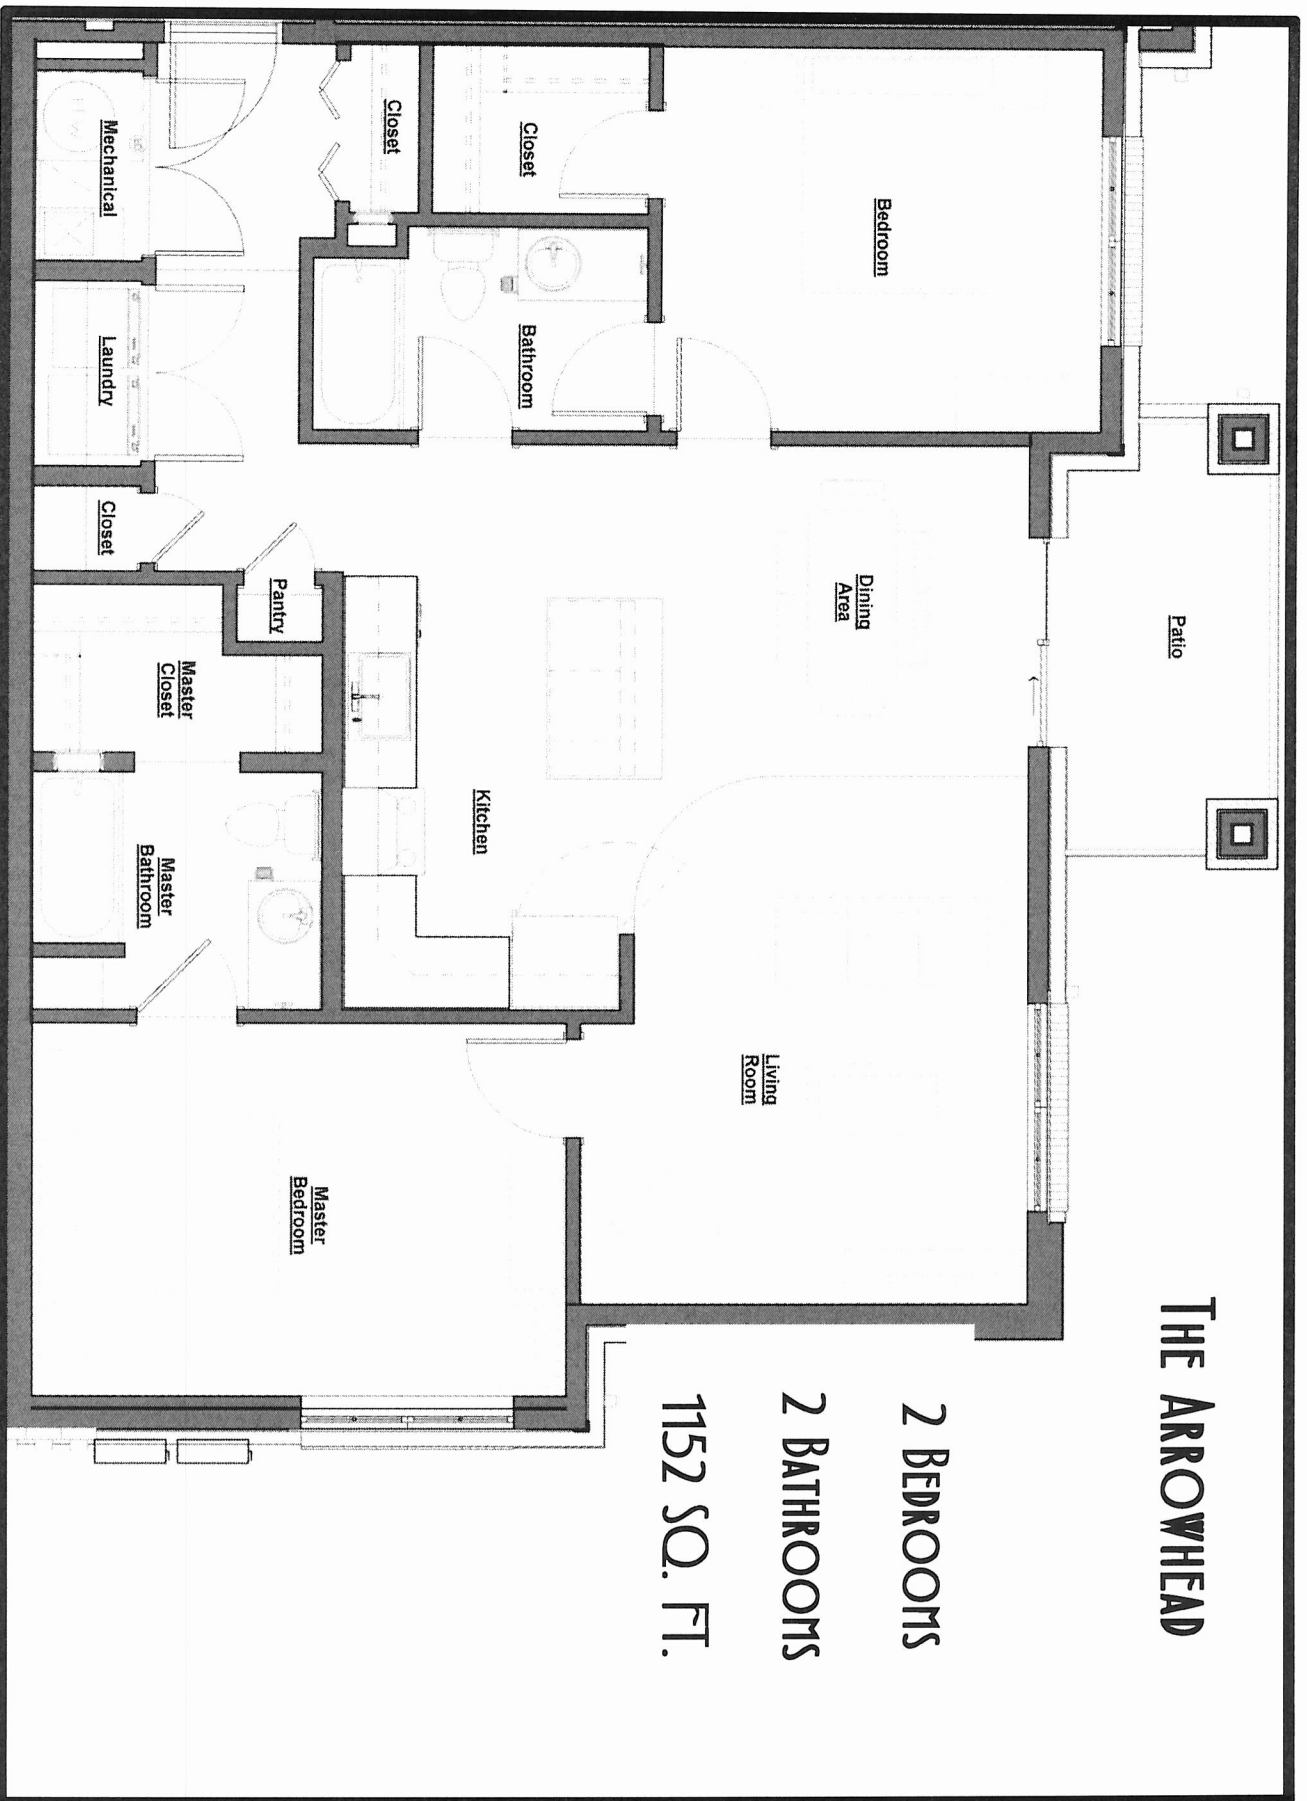 THE ARROWHEAD
2 BEDROOMS
2 BATHROOMS
1152 SQ. FT.
Patio
Bedroom
Dining
Area
Living
Room
Closet
Bathroom
Kitchen
Closet
Pantry
Master
Bedroom
Master
Closet
Master
Bathroom
Mechanical
HW
Laundry
Closet